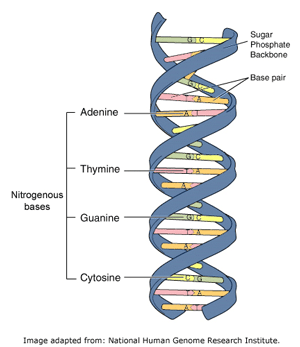 Sugar
Phosphate
Backbone
Base pair
Adenine
Thymine
Nitrogenous
bases
Guanine
Cytosine
G C
G C
A
A T
G C
T A
A T
G C
T A
A
C G
T A
A C
Image adapted from: National Human Genome Research Institute.